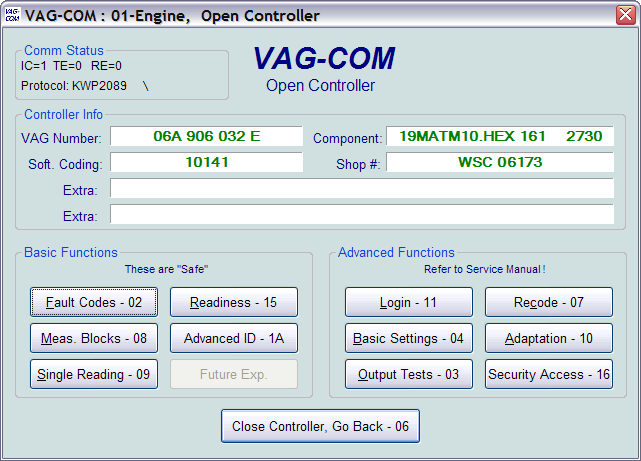 VAG-COM
VAG-COM : 01-Engine,  Open Controller
Comm Status
IC=1  TE=0   RE=0
Protocol: KWP2089    \
VAG-COM
Open Controller
Controller Info
VAG Number: 06A 906 032 E Component: 19MATM10.HEX 161    2730
Soft. Coding: 10141 Shop #: WSC 06173
Extra:
Extra:
Basic Functions
These are "Safe"
Fault Codes - 02 Readiness - 15
Meas. Blocks - 08 Advanced ID - 1A
Single Reading - 09 Future Exp.
Advanced Functions
Refer to Service Manual !
Login - 11 Recode - 07
Basic Settings - 04 Adaptation - 10
Output Tests - 03 Security Access - 16
Close Controller, Go Back - 06